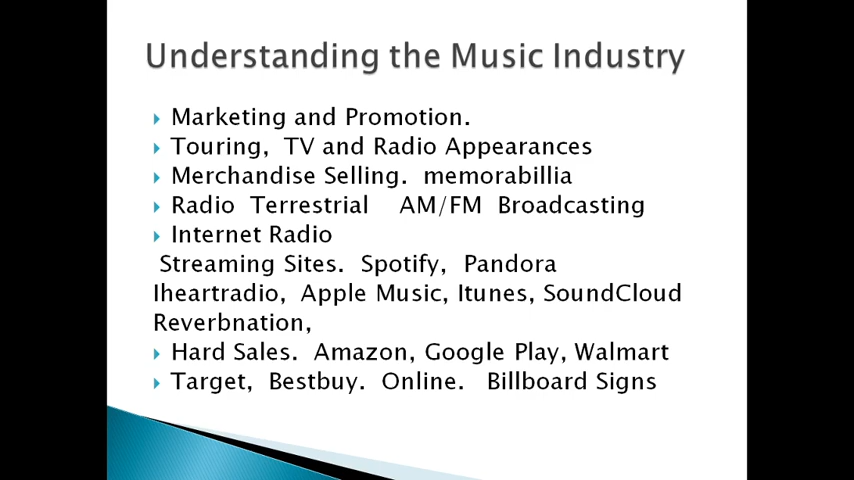 Understanding the Music Industry
Marketing and Promotion.
Touring, TV and Radio Appearances
Merchandise Selling. memorabillia
Radio Terrestrial AM/FM Broadcasting
Internet Radio
Streaming Sites. Spotify, Pandora
Iheartradio, Apple Music, Itunes, SoundCloud
Reverbnation,
Hard Sales. Amazon, Google Play, Walmart
Target, Bestbuy. Online. Billboard Signs